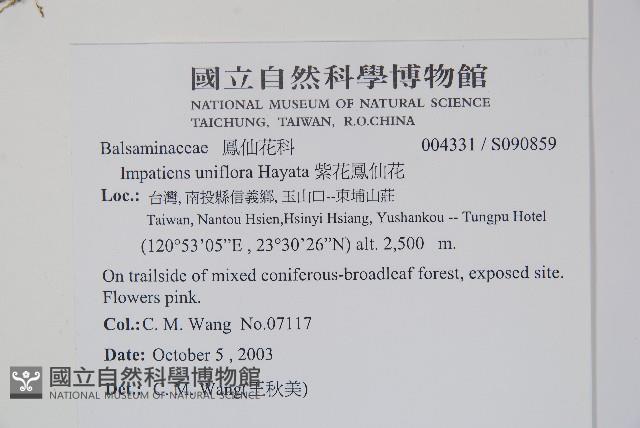 國立自然科學博物館
NATIONAL MUSEUM OF NATURAL SCIENCE
TAICHUNG, TAIWAN, R.O.CHINA
Balsaminaceae 鳳仙花科 004331 / S090859
Impatiens uniflora Hayata 紫花鳳仙花
Loc.: 台灣, 南投縣信義鄉, 玉山口--東埔山莊
Taiwan, Nantou Hsien,Hsinyi Hsiang, Yushankou -- Tungpu Hotel
(120°53’05”E , 23°30’26”N) alt. 2,500 m.
On trailside of mixed coniferous-broadleaf forest, exposed site.
Flowers pink.
Col.: C. M. Wang No.07117
Date: October 5 , 2003
Det.: C. M. Wang(王秋美)
國立自然科學博物館
NATIONAL MUSEUM OF NATURAL SCIENCE